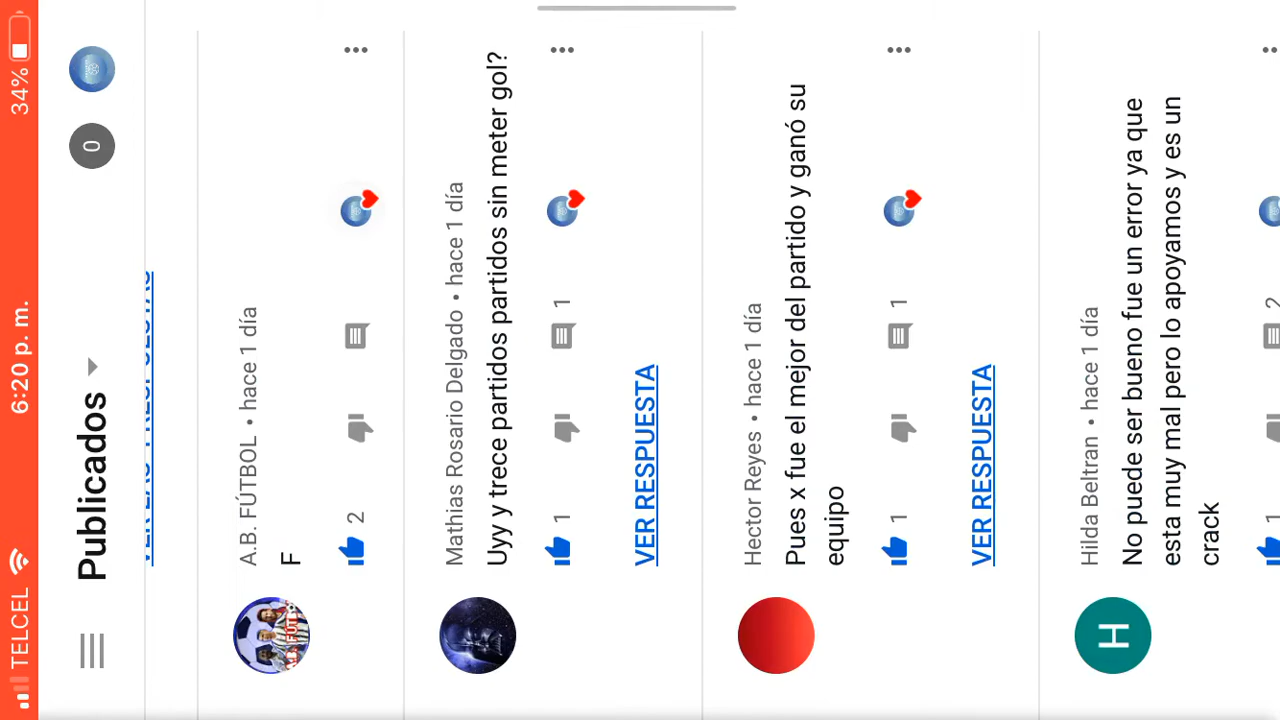 TELCEL 6:20 p. m. 34%
Publicados 0
A.B. FÚTBOL • hace 1 día
F
2
Mathias Rosario Delgado • hace 1 día
Uyy y trece partidos partidos sin meter gol?
1 1
VER RESPUESTA
Hector Reyes • hace 1 día
Pues x fue el mejor del partido y ganó su
equipo
1 1
VER RESPUESTA
Hilda Beltran • hace 1 día
No puede ser bueno fue un error ya que
esta muy mal pero lo apoyamos y es un
crack
1 2
H